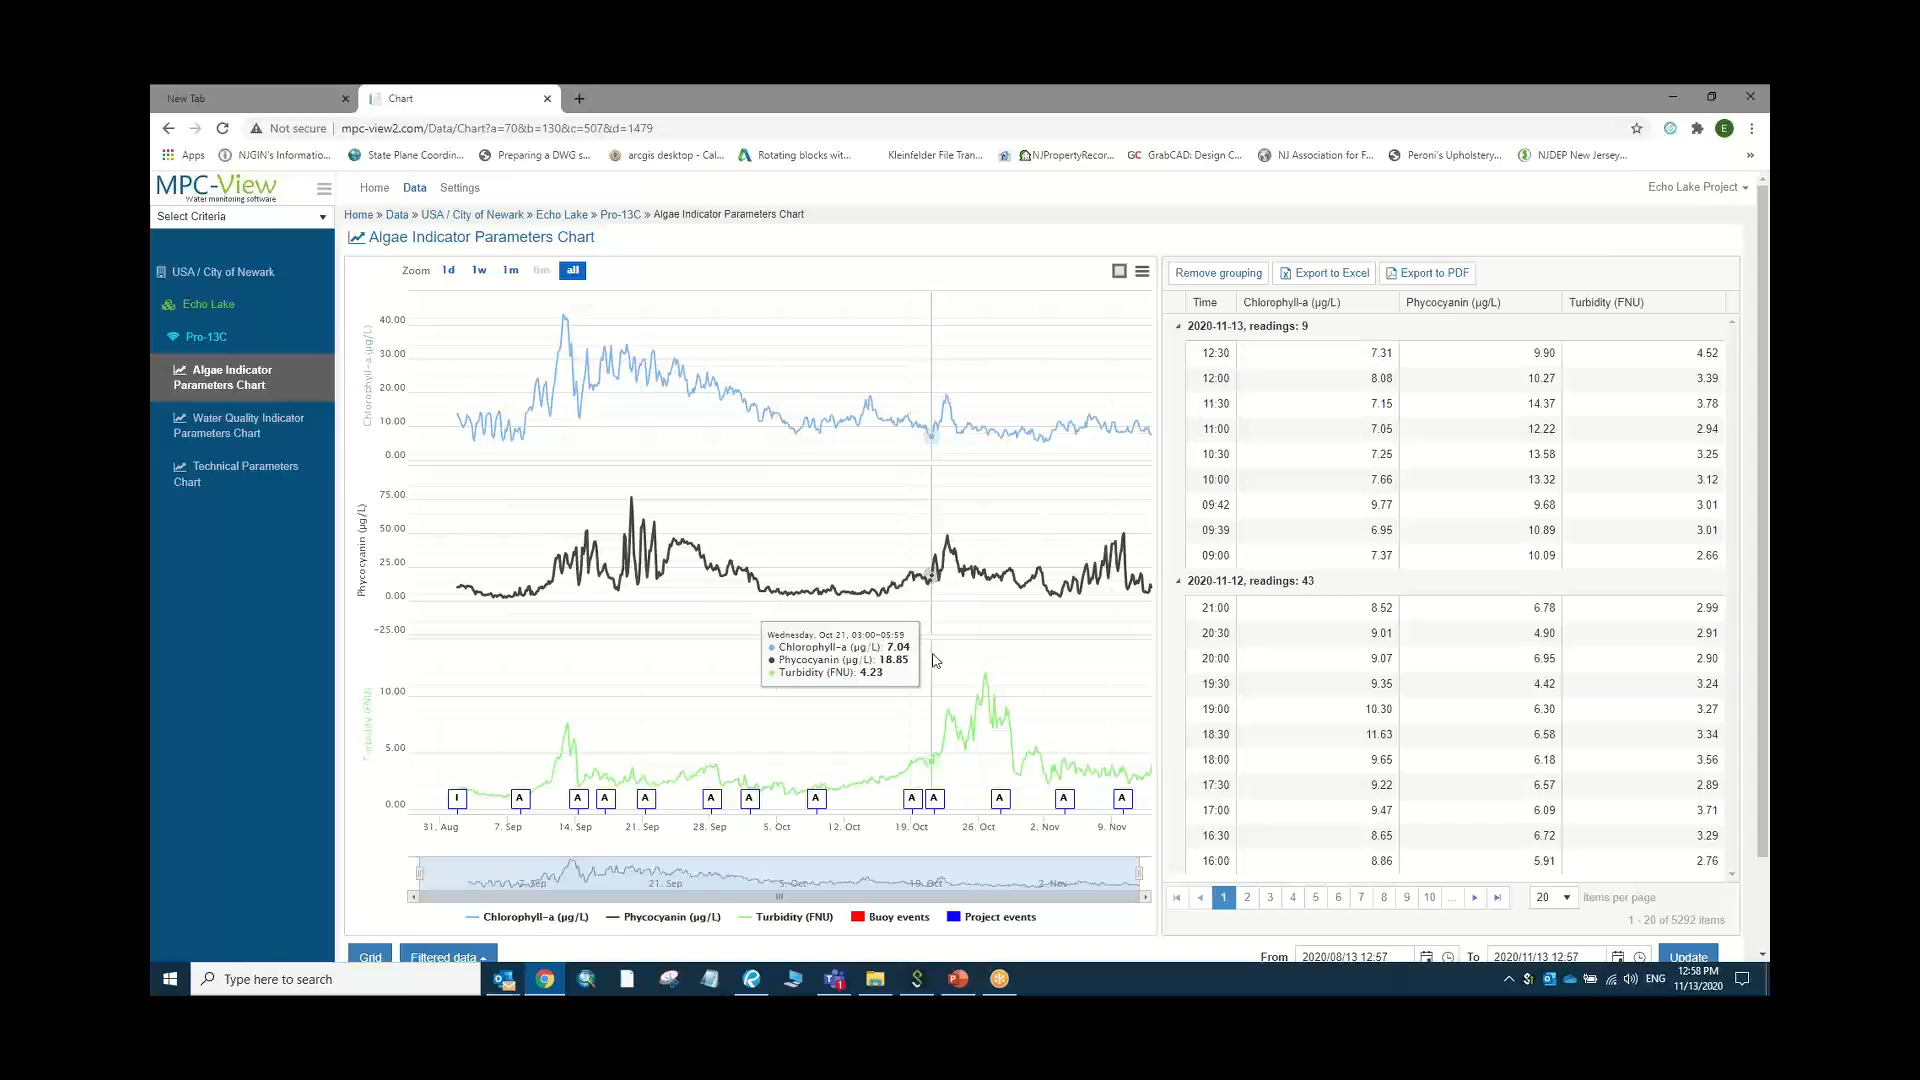 New Tab
Chart
Not secure | mpc-view2.com/Data/Chart?a=70&b=130&c=507&d=1479
E
Apps NJGIN's Informatio... State Plane Coordin... Preparing a DWG s... arcgis desktop - Cal... Rotating blocks wit... Kleinfelder File Tran... NJPropertyRecor... GC GrabCAD: Design C... NJ Association for F... Peroni's Upholstery... NJDEP New Jersey... »
MPC-View
Water monitoring software
Home Data Settings
Echo Lake Project
Select Criteria
Home » Data » USA / City of Newark » Echo Lake » Pro-13C » Algae Indicator Parameters Chart
Algae Indicator Parameters Chart
USA / City of Newark
Echo Lake
Pro-13C
Algae Indicator
Parameters Chart
Water Quality Indicator
Parameters Chart
Technical Parameters
Chart
Zoom 1d 1w 1m 6m all
Chlorophyll-a (µg/L)
40.00
30.00
20.00
10.00
0.00
Phycocyanin (µg/L)
75.00
50.00
25.00
0.00
-25.00
Turbidity (FNU)
10.00
5.00
0.00
Wednesday, Oct 21, 03:00-05:59
Chlorophyll-a (µg/L): 7.04
Phycocyanin (µg/L): 18.85
Turbidity (FNU): 4.23
I A A A A A A A A A A A A
31. Aug 7. Sep 14. Sep 21. Sep 28. Sep 5. Oct 12. Oct 19. Oct 26. Oct 2. Nov 9. Nov
7. Sep 21. Sep 5. Oct 19. Oct 2. Nov
Chlorophyll-a (µg/L) Phycocyanin (µg/L) Turbidity (FNU) Buoy events Project events
Grid Filtered data
Remove grouping Export to Excel Export to PDF
Time Chlorophyll-a (µg/L) Phycocyanin (µg/L) Turbidity (FNU)
2020-11-13, readings: 9
12:30 7.31 9.90 4.52
12:00 8.08 10.27 3.39
11:30 7.15 14.37 3.78
11:00 7.05 12.22 2.94
10:30 7.25 13.58 3.25
10:00 7.66 13.32 3.12
09:42 9.77 9.68 3.01
09:39 6.95 10.89 3.01
09:00 7.37 10.09 2.66
2020-11-12, readings: 43
21:00 8.52 6.78 2.99
20:30 9.01 4.90 2.91
20:00 9.07 6.95 2.90
19:30 9.35 4.42 3.24
19:00 10.30 6.30 3.27
18:30 11.63 6.58 3.34
18:00 9.65 6.18 3.56
17:30 9.22 6.57 2.89
17:00 9.47 6.09 3.71
16:30 8.65 6.72 3.29
16:00 8.86 5.91 2.76
1 2 3 4 5 6 7 8 9 10 ... 20 items per page
1 - 20 of 5292 items
From 2020/08/13 12:57 To 2020/11/13 12:57 Update
Type here to search
ENG
12:58 PM
11/13/2020